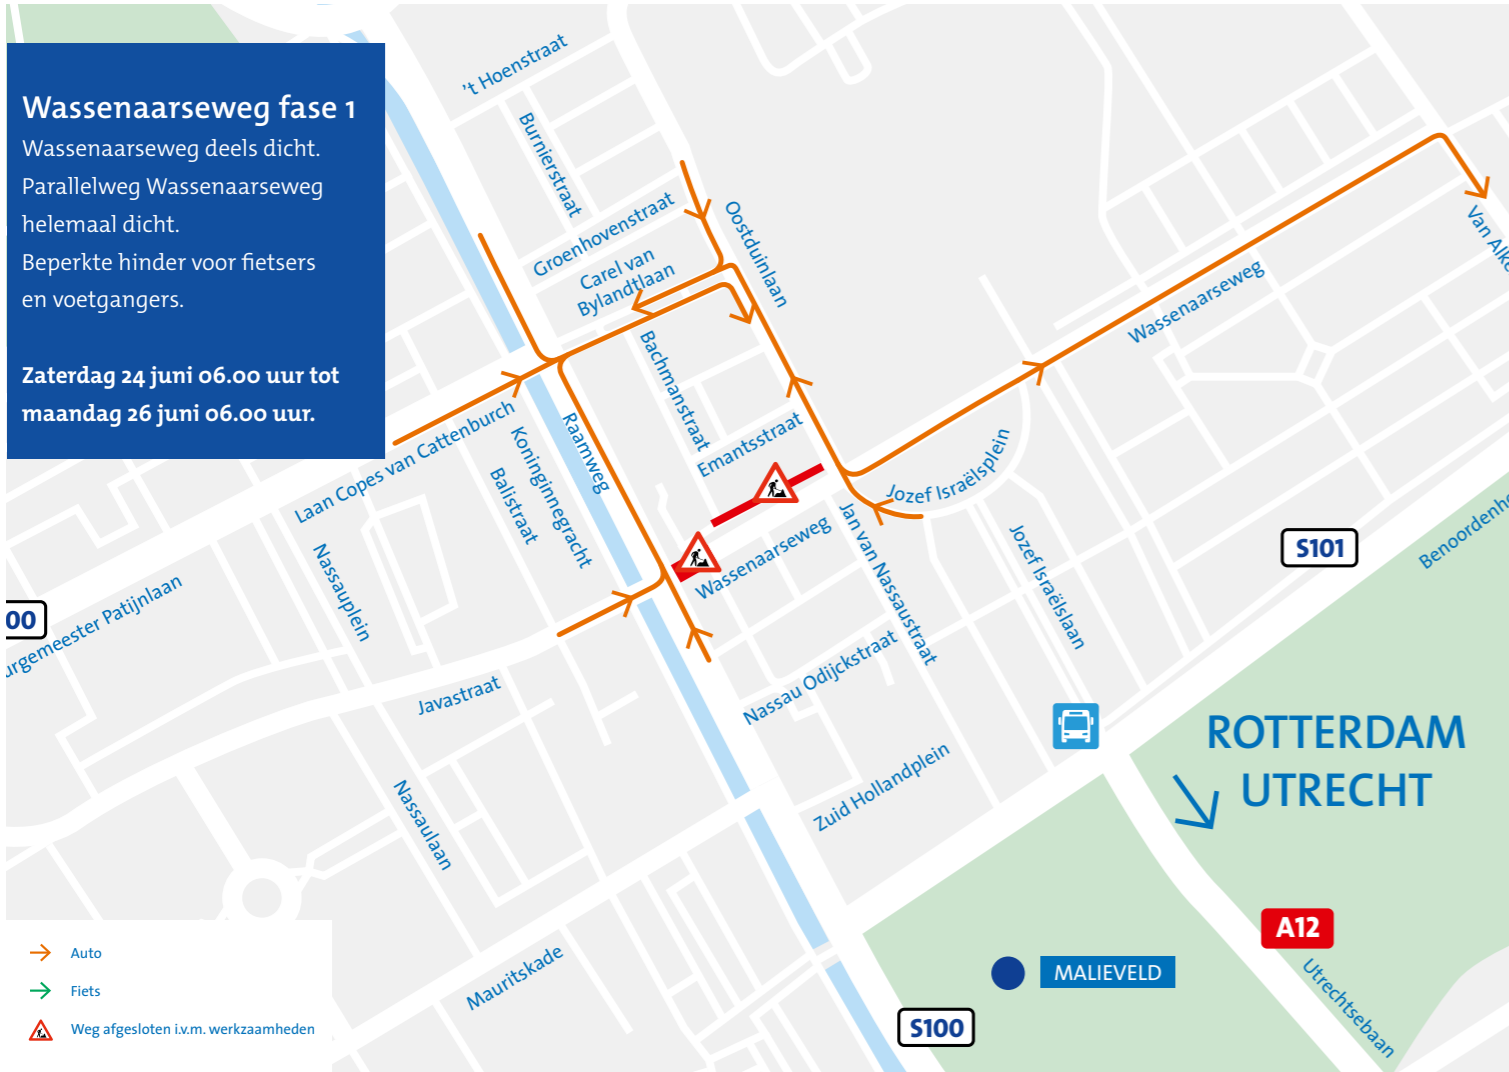 Wassenaarseweg fase 1
Wassenaarseweg deels dicht.
Parallelweg Wassenaarseweg
helemaal dicht.
Beperkte hinder voor fietsers
en voetgangers.
Zaterdag 24 juni 06.00 uur tot
maandag 26 juni 06.00 uur.
't Hoenstraat
Burnierstraat
Groenhovenstraat
Carel van
Bylandtlaan
Oostduinlaan
Van Alke
Wassenaarseweg
Bachmanstraat
Emantsstraat
Raamweg
Koninginnegracht
Balistraat
Laan Copes van Cattenburch
Jozef Israëlsplein
Wassenaarseweg
Jan van Nassaustraat
Jozef Israëlslaan
S101
Benoordenho
Nassauplein
00
urgemeester Patijnlaan
Javastraat
Nassau Odijckstraat
Zuid Hollandplein
Nassaulaan
ROTTERDAM
UTRECHT
A12
Utrechtsebaan
MALIEVELD
S100
Mauritskade
Auto
Fiets
Weg afgesloten i.v.m. werkzaamheden